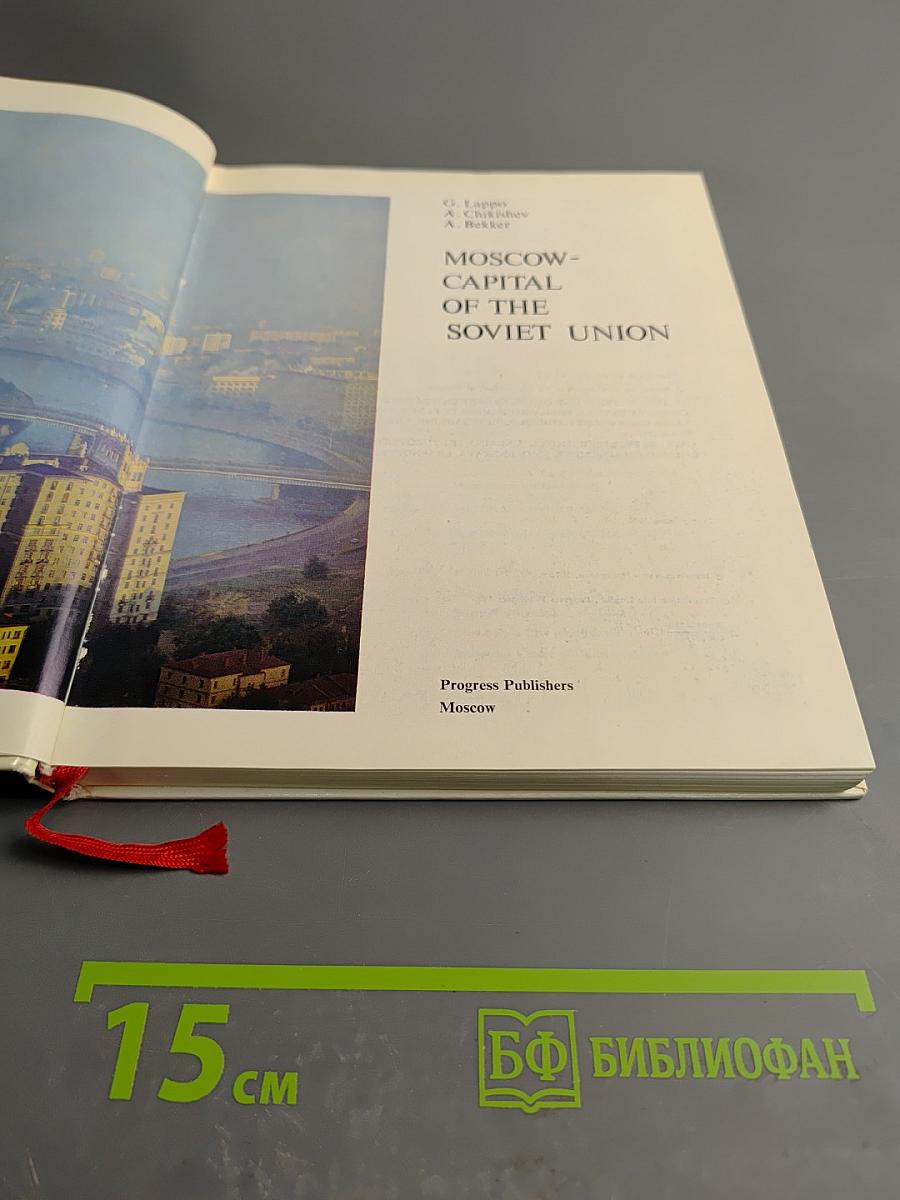 G. Lappo
A. Chikishev
A. Bekker
MOSCOW-
CAPITAL
OF THE
SOVIET UNION
Progress Publishers
Moscow
15 см
БФ БИБЛИОФАН